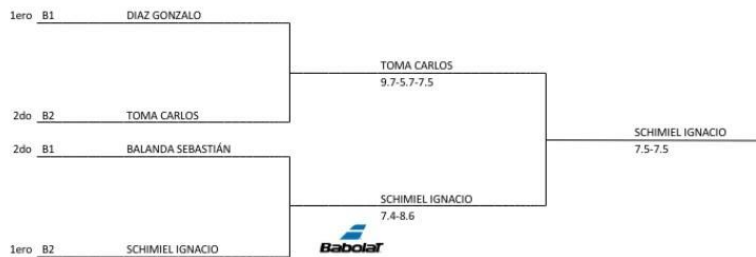 1ero B1 DIAZ GONZALO
TOMA CARLOS
9.7-5.7-7.5
2do B2 TOMA CARLOS
SCHIMIEL IGNACIO
7.5-7.5
2do B1 BALANDA SEBASTIÁN
SCHIMIEL IGNACIO
7.4-8.6
1ero B2 SCHIMIEL IGNACIO
Babolat